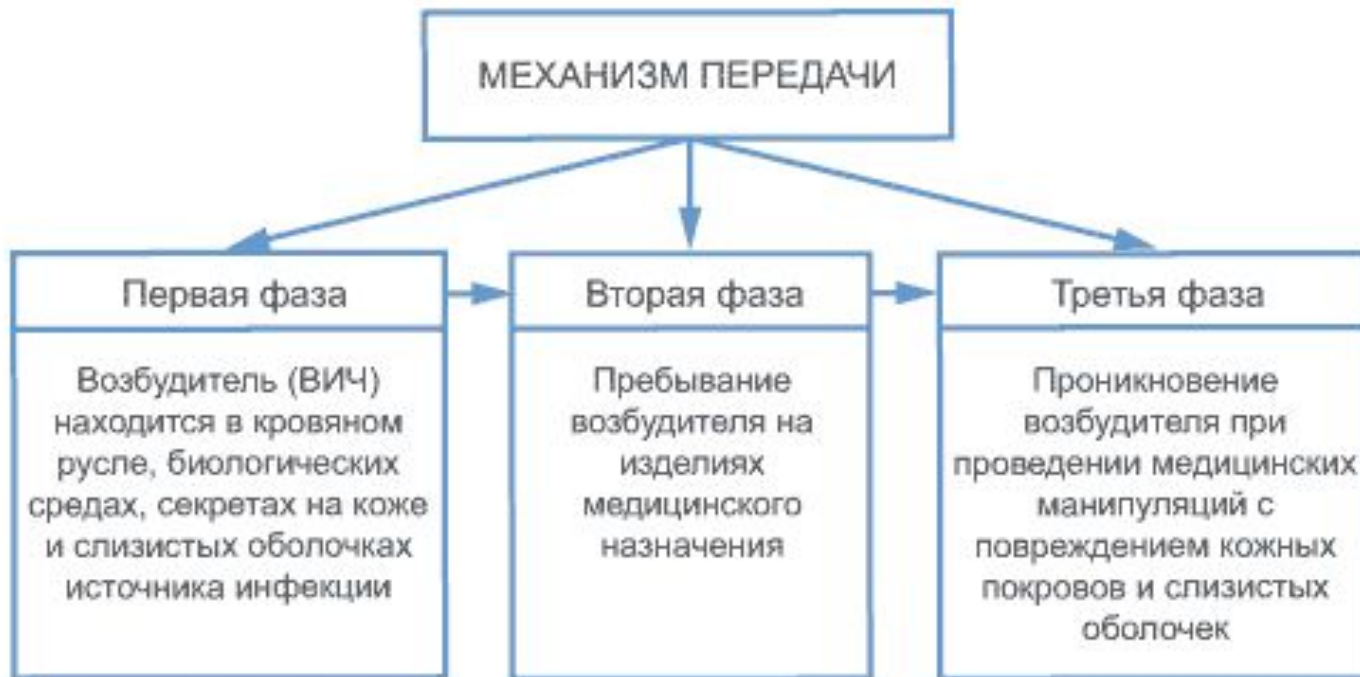 МЕХАНИЗМ ПЕРЕДАЧИ
Первая фаза
Возбудитель (ВИЧ)
находится в кровяном
русле, биологических
средах, секретах на коже
и слизистых оболочках
источника инфекции
Вторая фаза
Пребывание
возбудителя на
изделиях
медицинского
назначения
Третья фаза
Проникновение
возбудителя при
проведении медицинских
манипуляций с
повреждением кожных
покровов и слизистых
оболочек